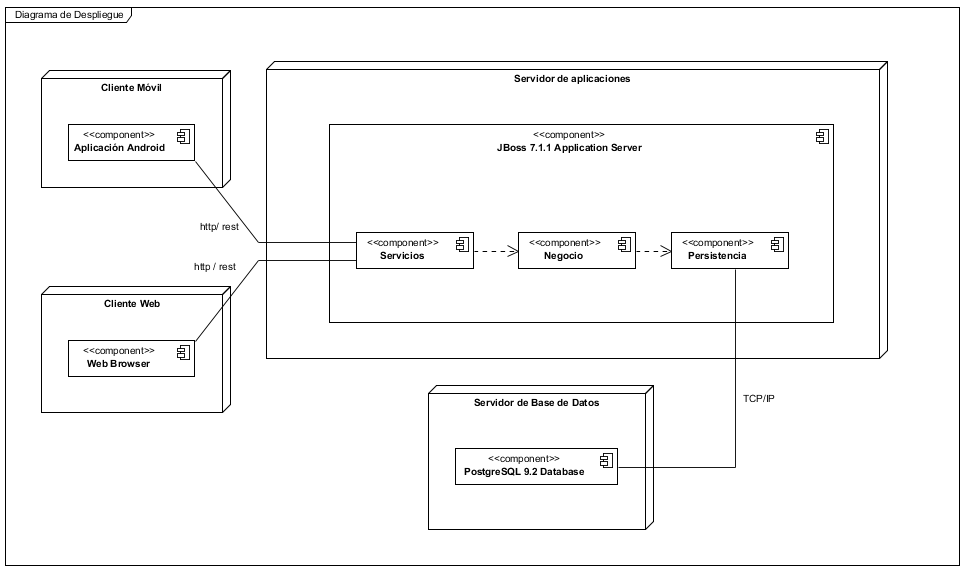 Diagrama de Despliegue
Cliente Móvil
<<component>>
Aplicación Android
Servidor de aplicaciones
<<component>>
JBoss 7.1.1 Application Server
http/ rest
<<component>>
Servicios
<<component>>
Negocio
<<component>>
Persistencia
http / rest
Cliente Web
<<component>>
Web Browser
Servidor de Base de Datos
<<component>>
PostgreSQL 9.2 Database
TCP/IP